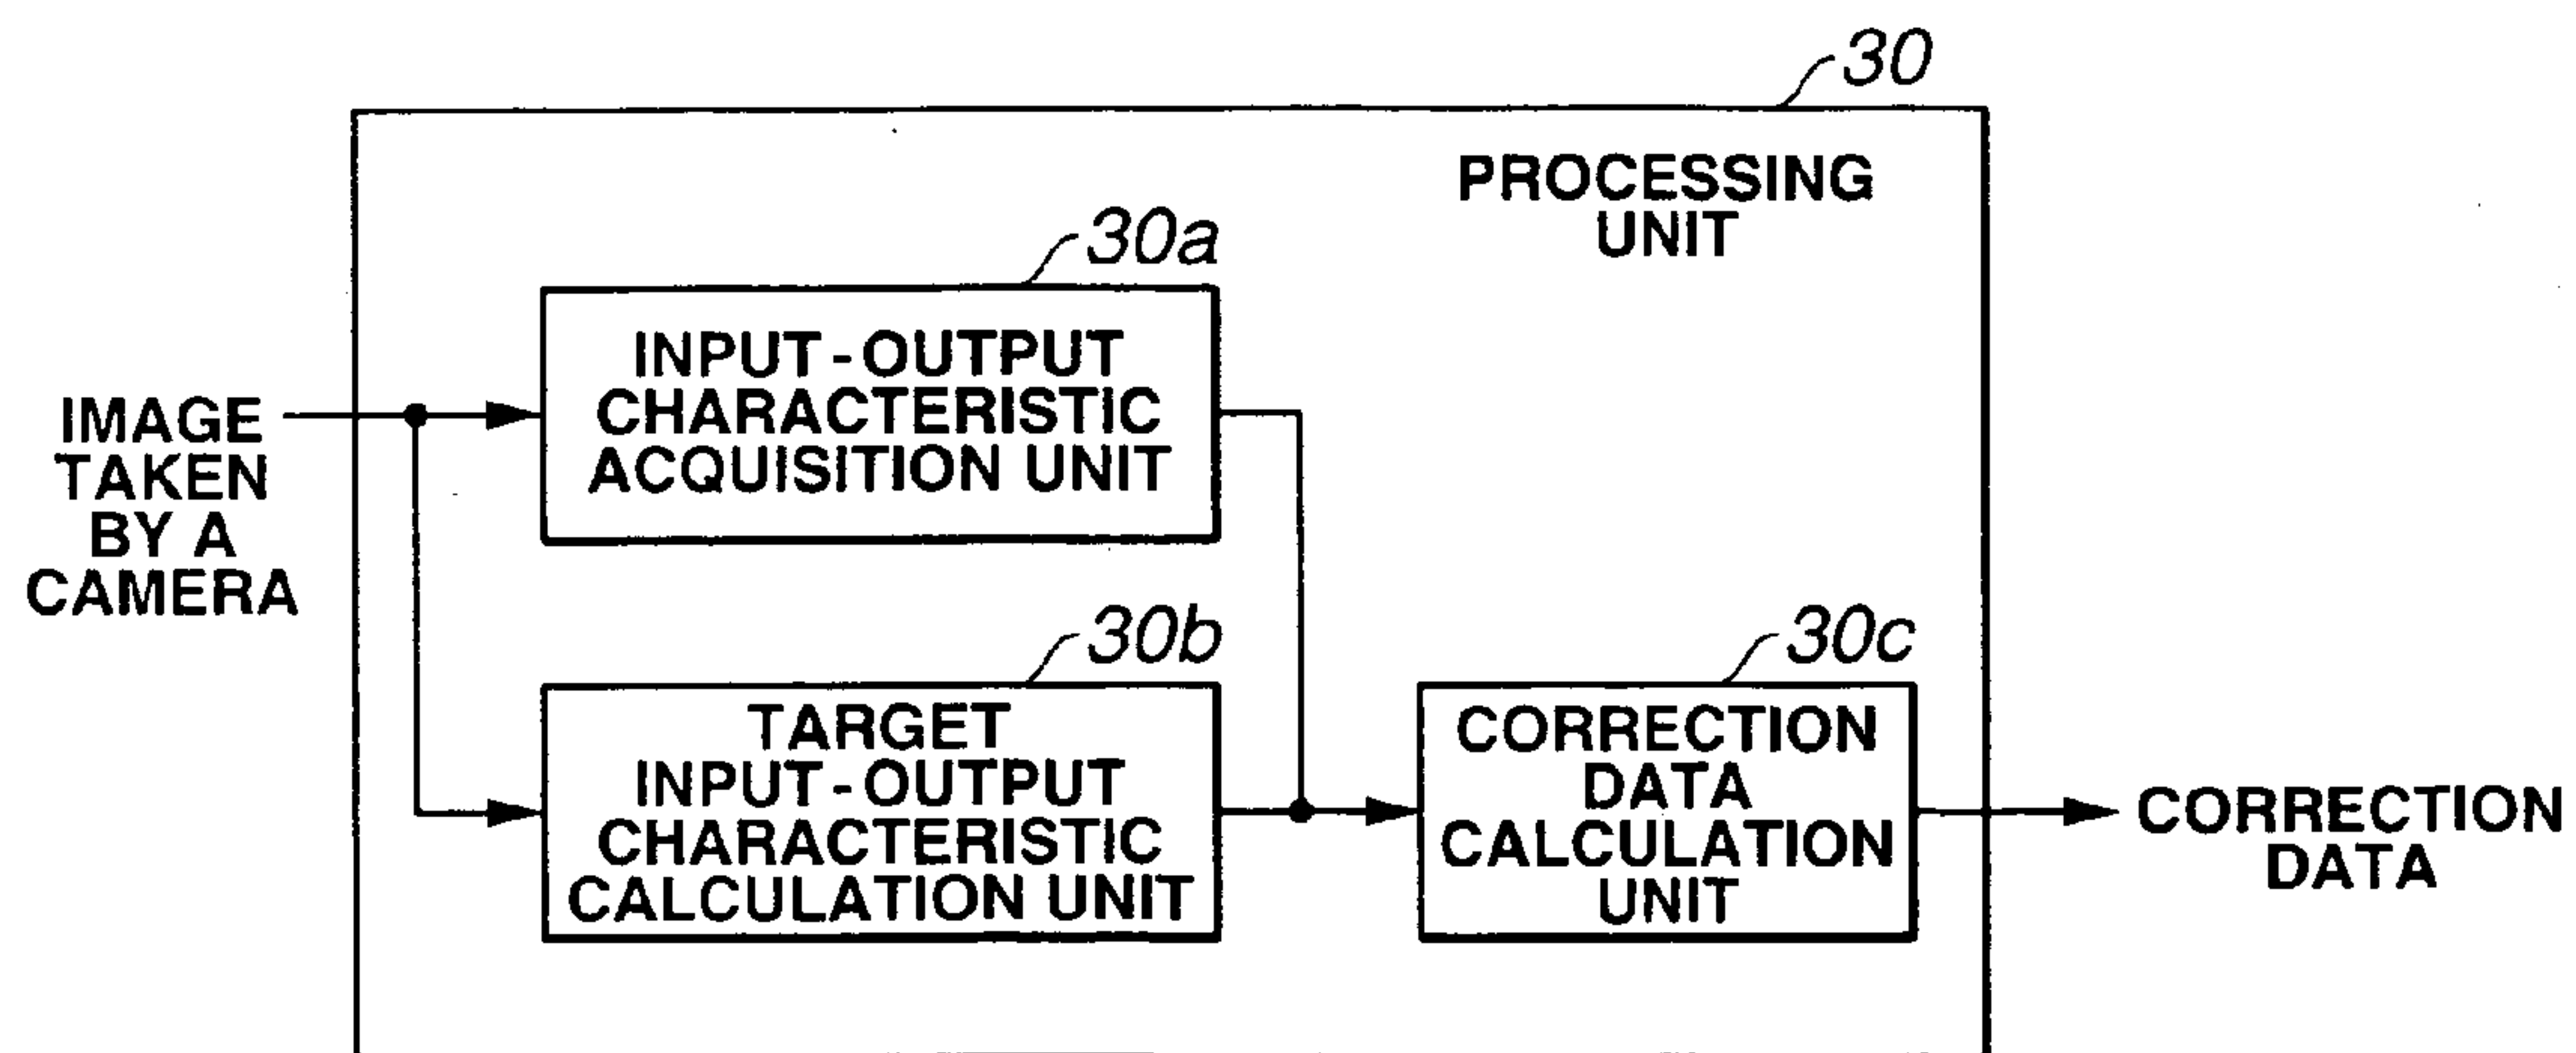 30
PROCESSING
UNIT
30a
INPUT-OUTPUT
CHARACTERISTIC
ACQUISITION UNIT
IMAGE
TAKEN
BY A
CAMERA
30b
TARGET
INPUT-OUTPUT
CHARACTERISTIC
CALCULATION UNIT
30c
CORRECTION
DATA
CALCULATION
UNIT
CORRECTION
DATA